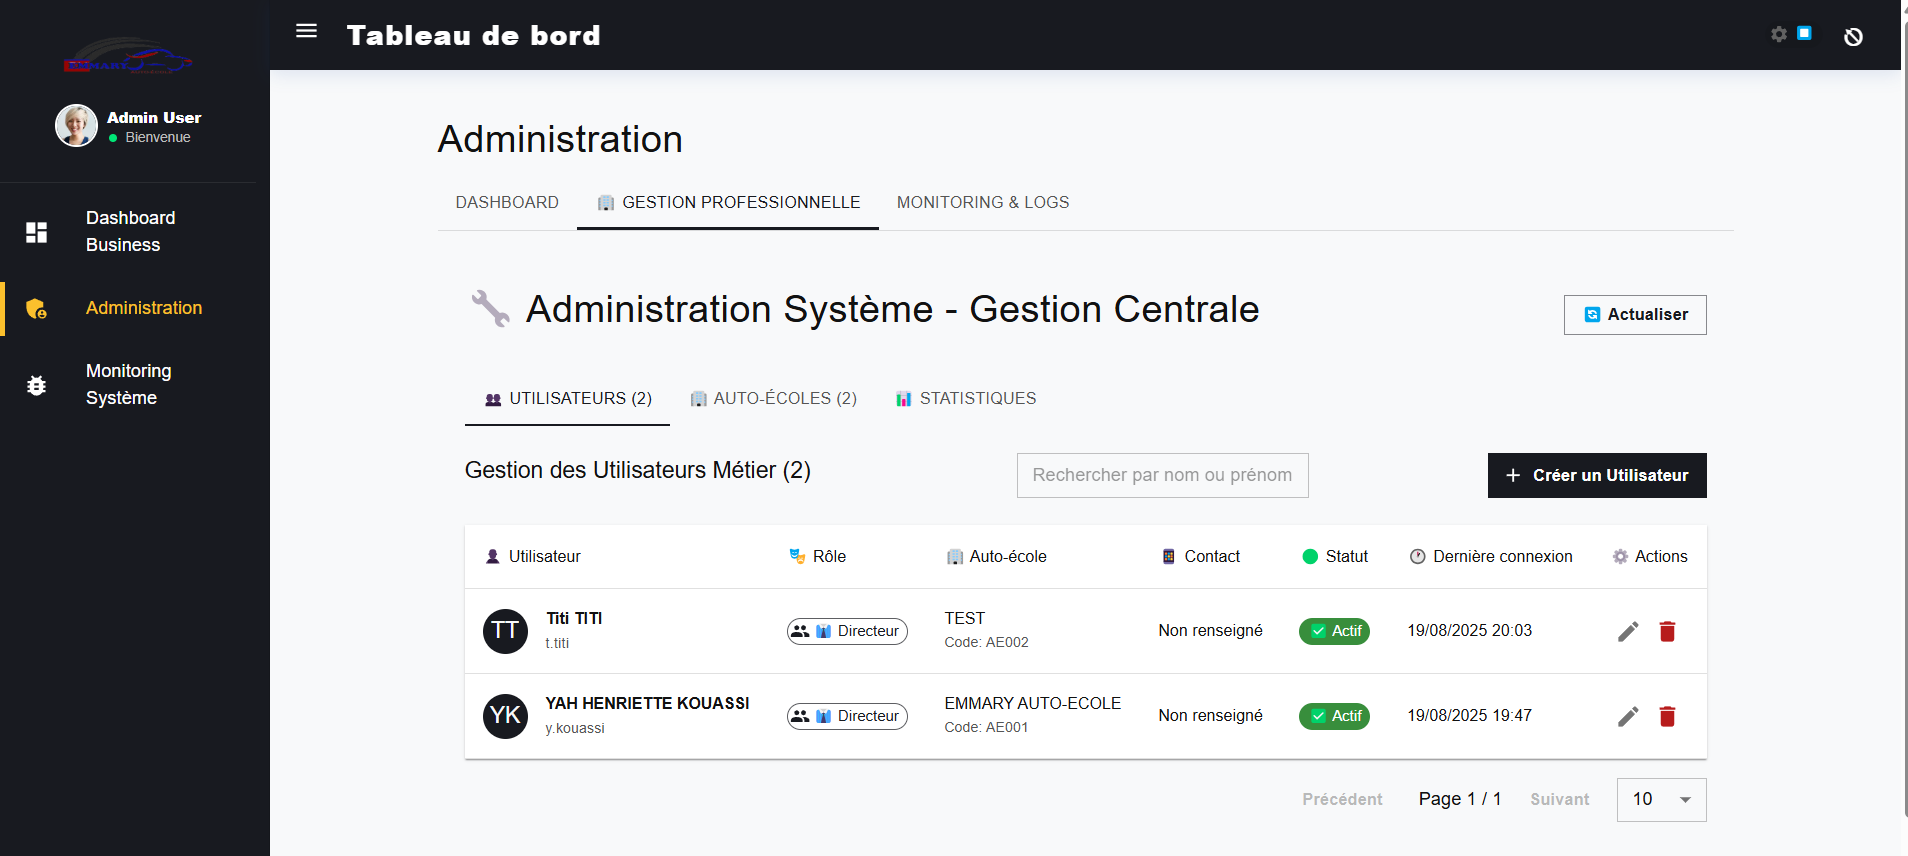 EMMARY
Admin User
Bienvenue
Dashboard
Business
Administration
Monitoring
Système
Tableau de bord
Administration
DASHBOARD
GESTION PROFESSIONNELLE
MONITORING & LOGS
Administration Système - Gestion Centrale
Actualiser
UTILISATEURS (2)
AUTO-ÉCOLES (2)
STATISTIQUES
Gestion des Utilisateurs Métier (2)
Rechercher par nom ou prénom
+ Créer un Utilisateur
Utilisateur
Rôle
Auto-école
Contact
Statut
Dernière connexion
Actions
TT
Titi TITI
t.titi
Directeur
TEST
Code: AE002
Non renseigné
Actif
19/08/2025 20:03
YK
YAH HENRIETTE KOUASSI
y.kouassi
Directeur
EMMARY AUTO-ECOLE
Code: AE001
Non renseigné
Actif
19/08/2025 19:47
Précédent
Page 1 / 1
Suivant
10